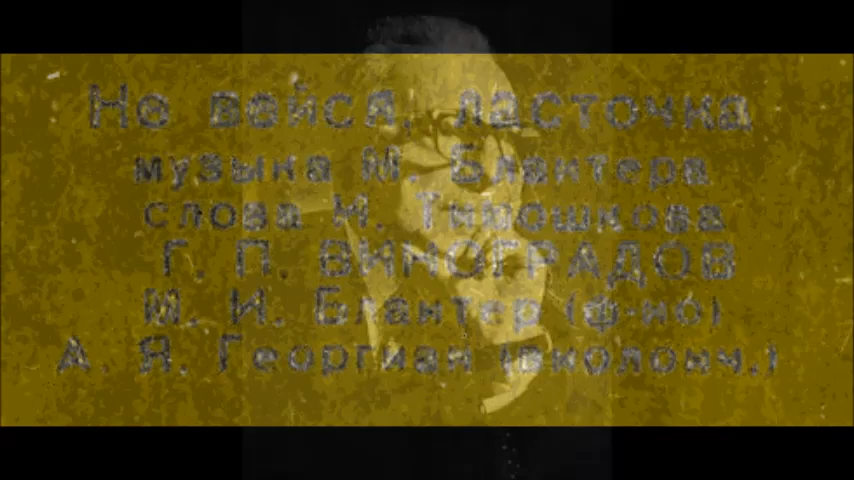 Не вейся, ласточка
музыка М. Блантера
слова Н. Тимошкова
Г. П. ВИНОГРАДОВ
М. И. Блантер (ф-но)
А. Я. Георгиан (виолонч.)